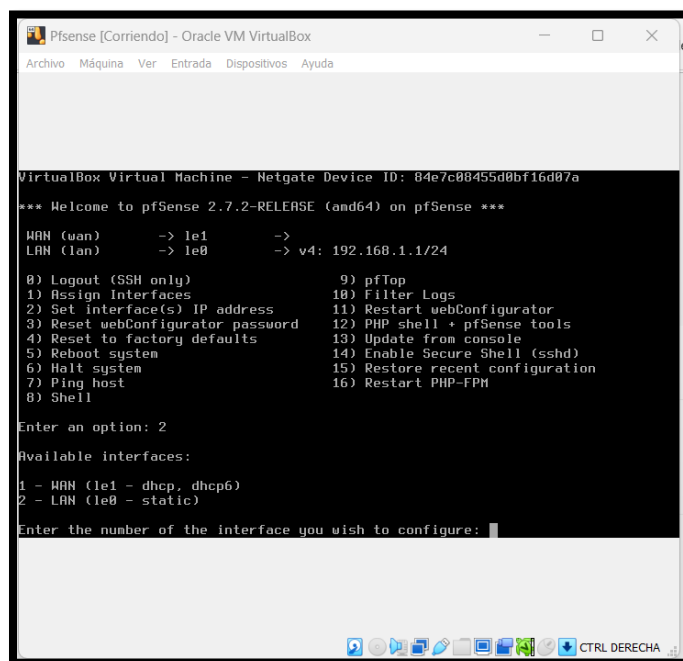 Pfsense [Corriendo] - Oracle VM VirtualBox
Archivo Máquina Ver Entrada Dispositivos Ayuda
VirtualBox Virtual Machine - Netgate Device ID: 84e7c08455d0bf16d07a
*** Welcome to pfSense 2.7.2-RELEASE (amd64) on pfSense ***
WAN (wan) -> le1 ->
LAN (lan) -> le0 -> v4: 192.168.1.1/24
0) Logout (SSH only) 9) pfTop
1) Assign Interfaces 10) Filter Logs
2) Set interface(s) IP address 11) Restart webConfigurator
3) Reset webConfigurator password 12) PHP shell + pfSense tools
4) Reset to factory defaults 13) Update from console
5) Reboot system 14) Enable Secure Shell (sshd)
6) Halt system 15) Restore recent configuration
7) Ping host 16) Restart PHP-FPM
8) Shell
Enter an option: 2
Available interfaces:
1 - WAN (le1 - dhcp, dhcp6)
2 - LAN (le0 - static)
Enter the number of the interface you wish to configure:
CTRL DERECHA